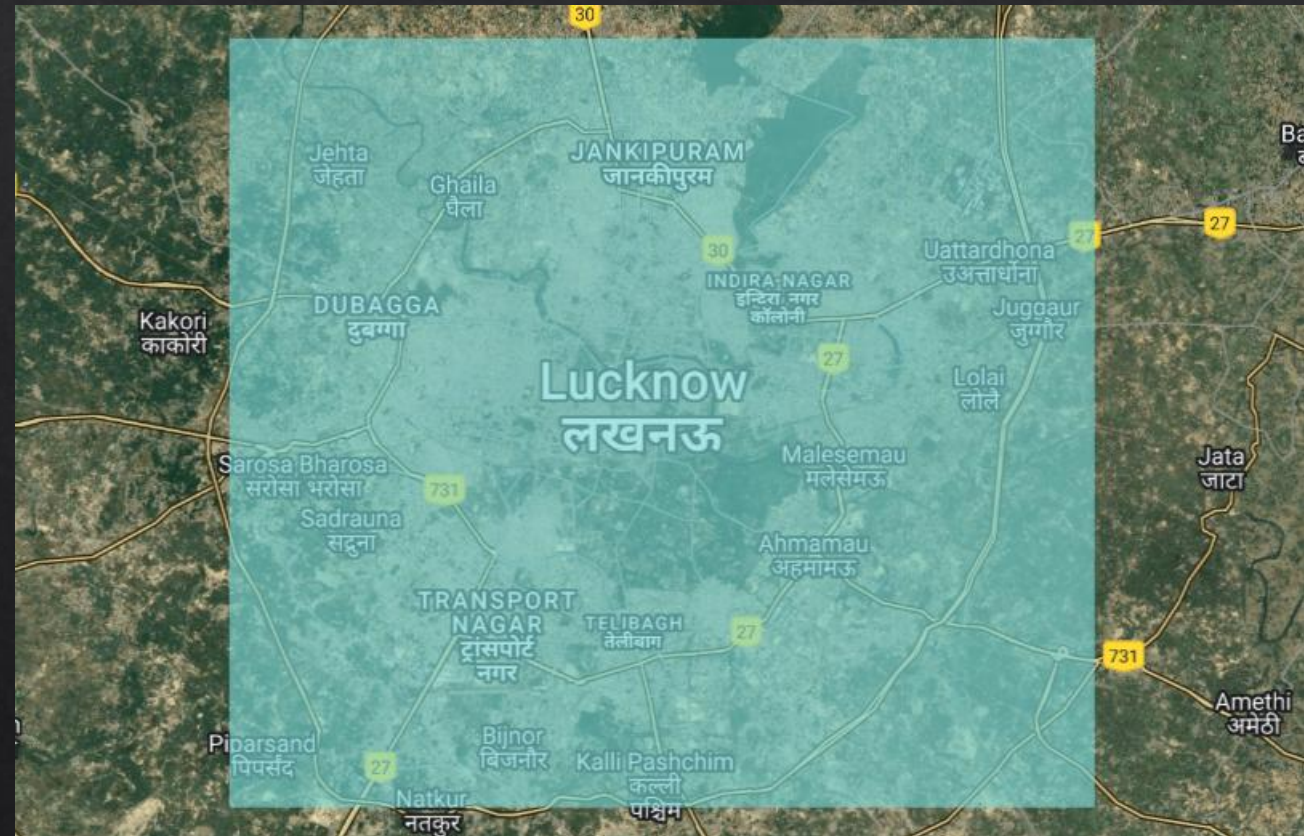 30
Jehta
जेहता
JANKIPURAM
जानकीपुरम
Ghaila
घैला
27
30
27
Uattardhona
उअत्तार्धोना
INDIRA NAGAR
इन्दिरा नगर
कॉलोनी
DUBAGGA
दुबग्गा
Juggaur
जुग्गौर
Kakori
काकोरी
27
Lucknow
लखनऊ
Lolai
लोलै
Malesemau
मलेसेमऊ
Jata
जाटा
Sarosa Bharosa
सरोसा भरोसा
731
Sadrauna
सद्रुना
Ahmamau
अहमामऊ
TRANSPORT
NAGAR
ट्रांसपोर्ट
नगर
TELIBAGH
तेलीबाग
27
731
Amethi
अमेठी
Piparsand
पिपर्संद
Bijnor
बिजनौर
27
Kalli Pashchim
कल्ली
पाश्चिम
Natkur
नतकुर